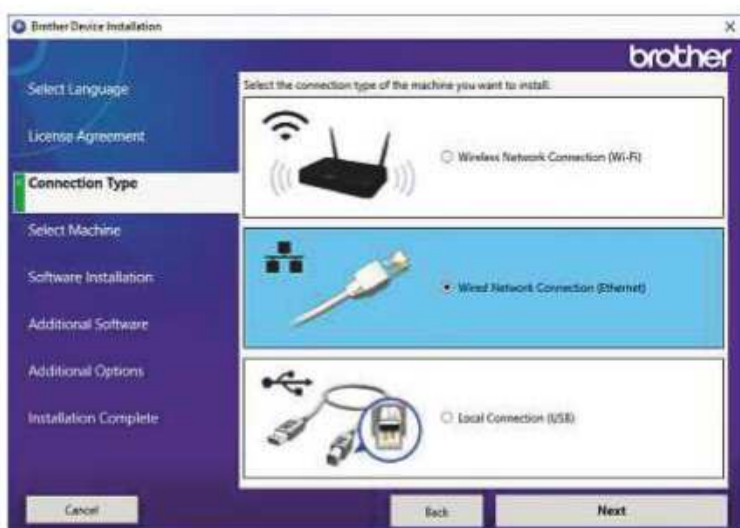 Brother Device Installation
brother
Select Language
License Agreement
Connection Type
Select Machine
Software Installation
Additional Software
Additional Options
Installation Complete
Select the connection type of the machine you want to install.
Wireless Network Connection (Wi-Fi)
Wired Network Connection (Ethernet)
Local Connection (USB)
Cancel
Back
Next